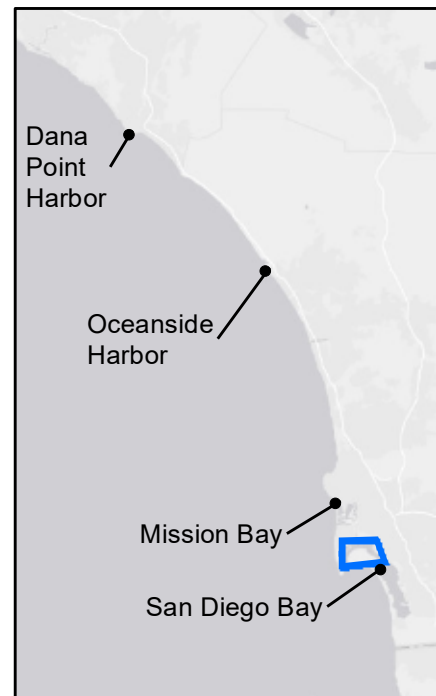 Dana
Point
Harbor
Oceanside
Harbor
Mission Bay
San Diego Bay